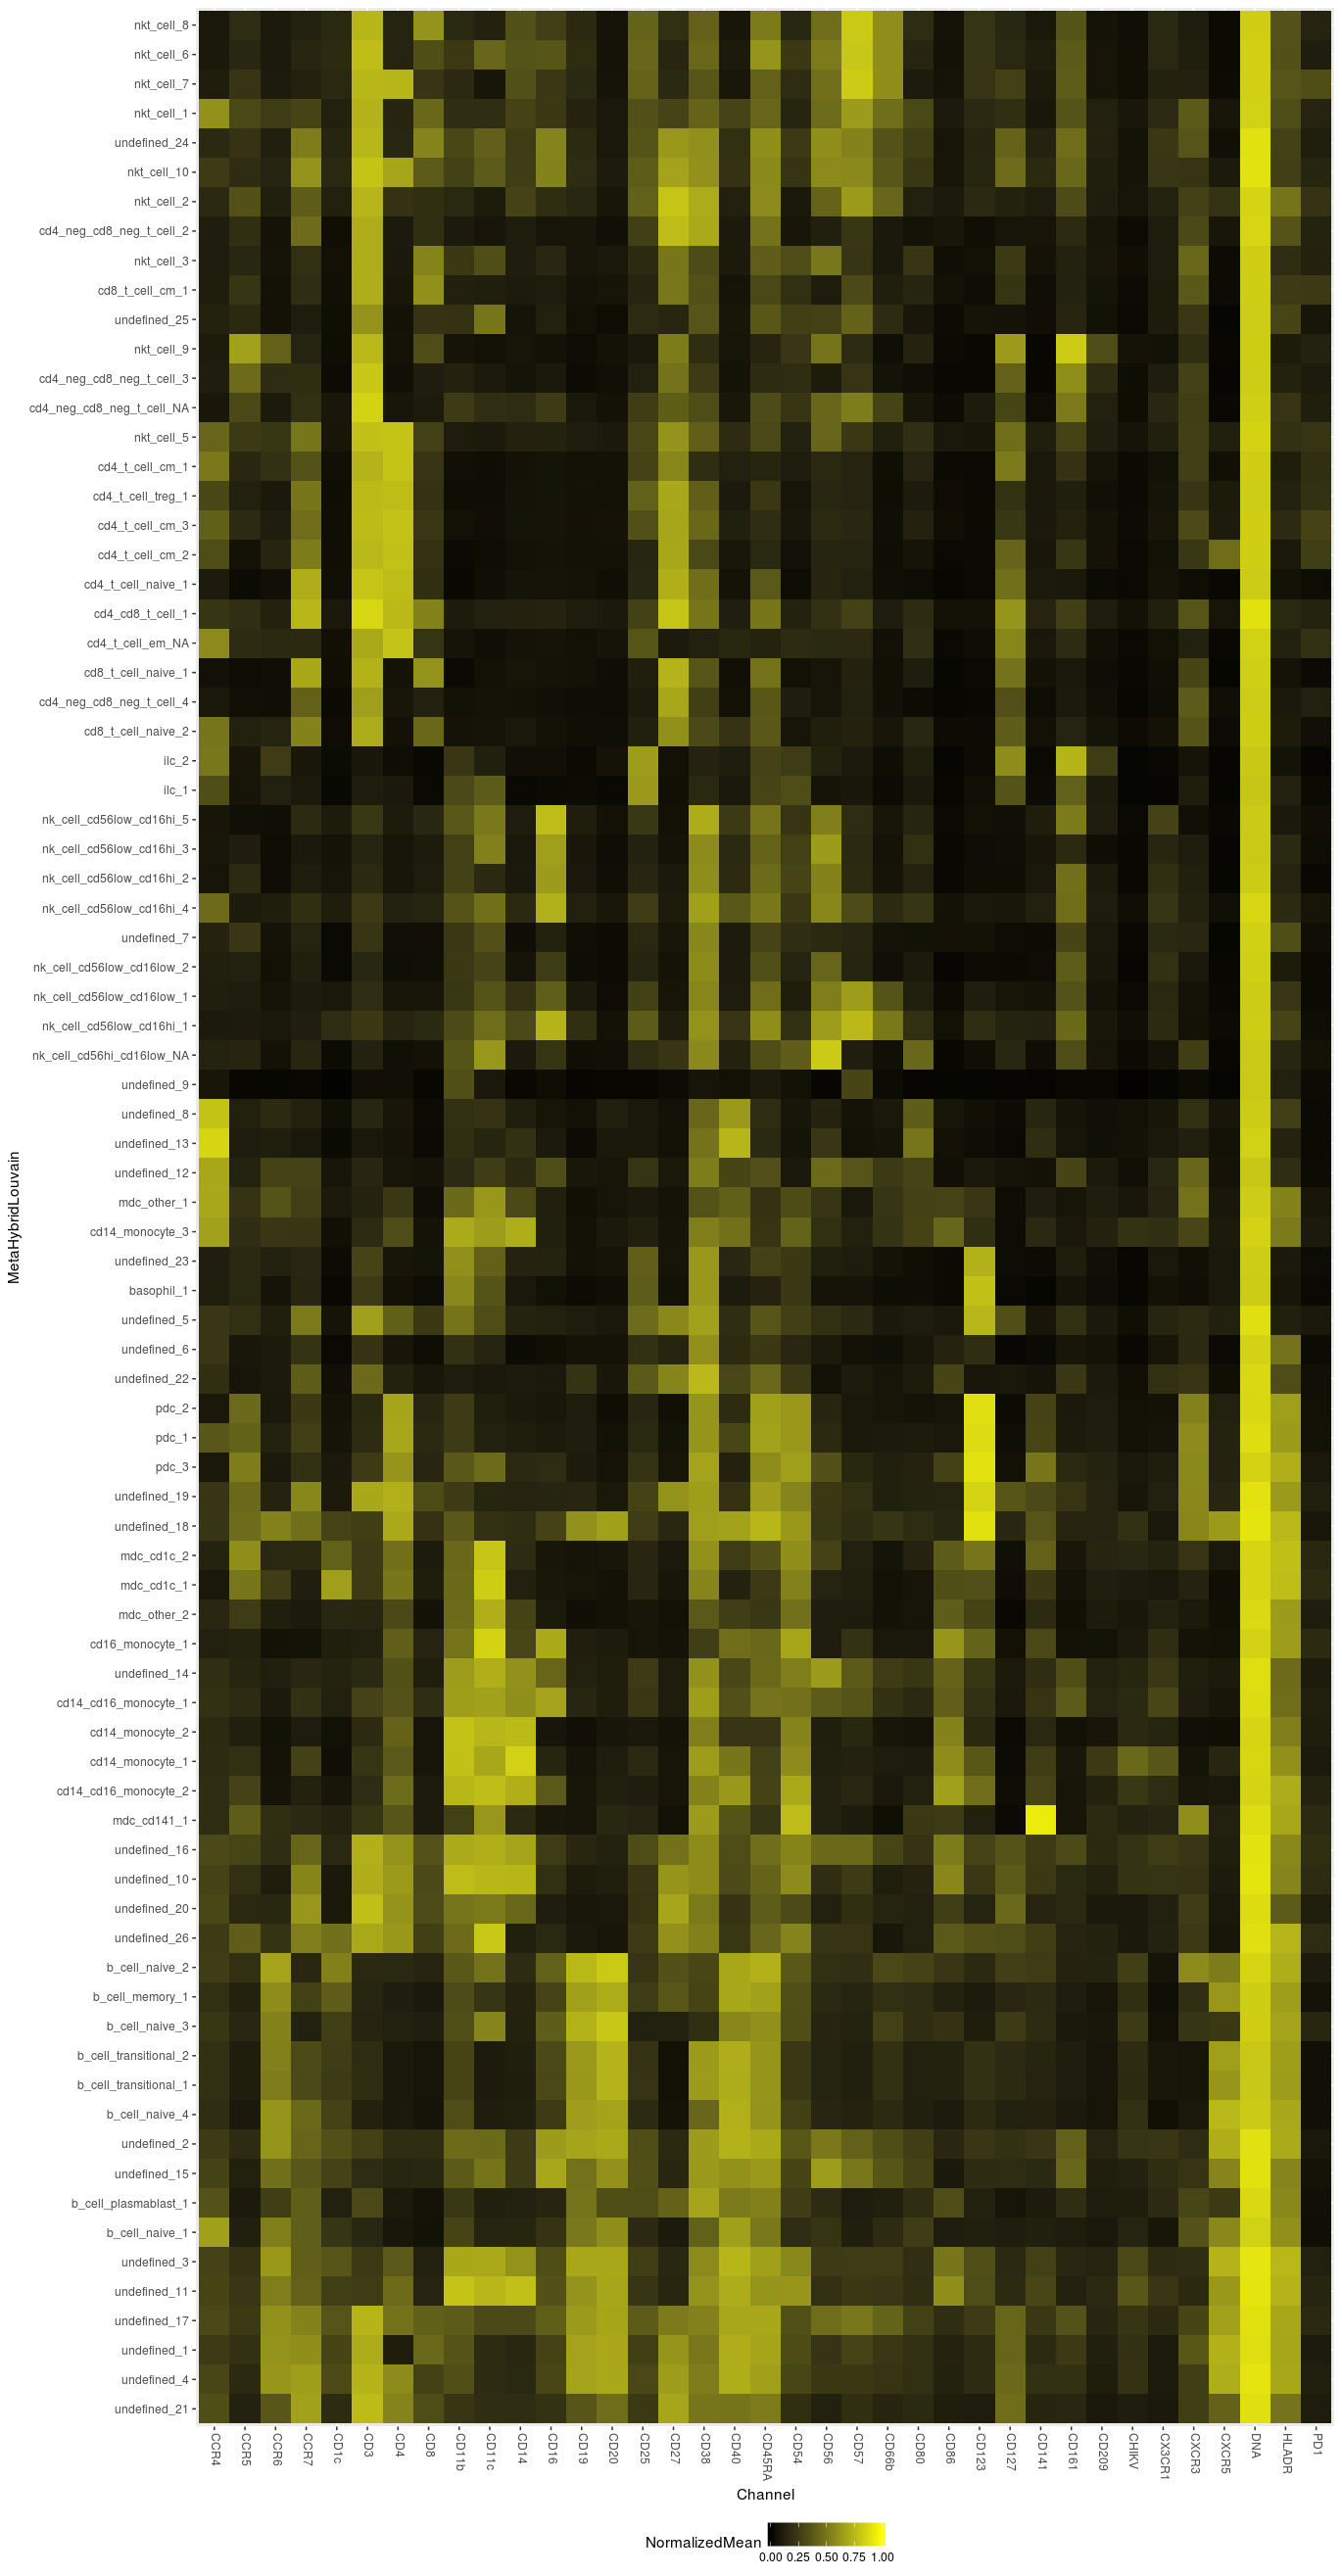 nkt_cell_8
nkt_cell_6
nkt_cell_7
nkt_cell_1
undefined_24
nkt_cell_10
nkt_cell_2
cd4_neg_cd8_neg_t_cell_2
nkt_cell_3
cd8_t_cell_cm_1
undefined_25
nkt_cell_9
cd4_neg_cd8_neg_t_cell_3
cd4_neg_cd8_neg_t_cell_NA
nkt_cell_5
cd4_t_cell_cm_1
cd4_t_cell_treg_1
cd4_t_cell_cm_3
cd4_t_cell_cm_2
cd4_t_cell_naive_1
cd4_cd8_t_cell_1
cd4_t_cell_em_NA
cd8_t_cell_naive_1
cd4_neg_cd8_neg_t_cell_4
cd8_t_cell_naive_2
ilc_2
ilc_1
nk_cell_cd56low_cd16hi_5
nk_cell_cd56low_cd16hi_3
nk_cell_cd56low_cd16hi_2
nk_cell_cd56low_cd16hi_4
undefined_7
nk_cell_cd56low_cd16low_2
nk_cell_cd56low_cd16low_1
nk_cell_cd56low_cd16hi_1
nk_cell_cd56hi_cd16low_NA
undefined_9
undefined_8
undefined_13
undefined_12
mdc_other_1
cd14_monocyte_3
undefined_23
basophil_1
undefined_5
undefined_6
undefined_22
pdc_2
pdc_1
pdc_3
undefined_19
undefined_18
mdc_cd1c_2
mdc_cd1c_1
mdc_other_2
cd16_monocyte_1
undefined_14
cd14_cd16_monocyte_1
cd14_monocyte_2
cd14_monocyte_1
cd14_cd16_monocyte_2
mdc_cd141_1
undefined_16
undefined_10
undefined_20
undefined_26
b_cell_naive_2
b_cell_memory_1
b_cell_naive_3
b_cell_transitional_2
b_cell_transitional_1
b_cell_naive_4
undefined_2
undefined_15
b_cell_plasmablast_1
b_cell_naive_1
undefined_3
undefined_11
undefined_17
undefined_1
undefined_4
undefined_21
MetaHybridLouvain
CCR4
CCR5
CCR6
CCR7
CD1c
CD3
CD4
CD8
CD11b
CD11c
CD14
CD16
CD19
CD20
CD25
CD27
CD38
CD40
CD45RA
CD54
CD56
CD57
CD66b
CD80
CD86
CD123
CD127
CD141
CD161
CD209
CHIKV
CX3CR1
CXCR3
CXCR5
DNA
HLADR
PD1
Channel
NormalizedMean
0.00 0.25 0.50 0.75 1.00